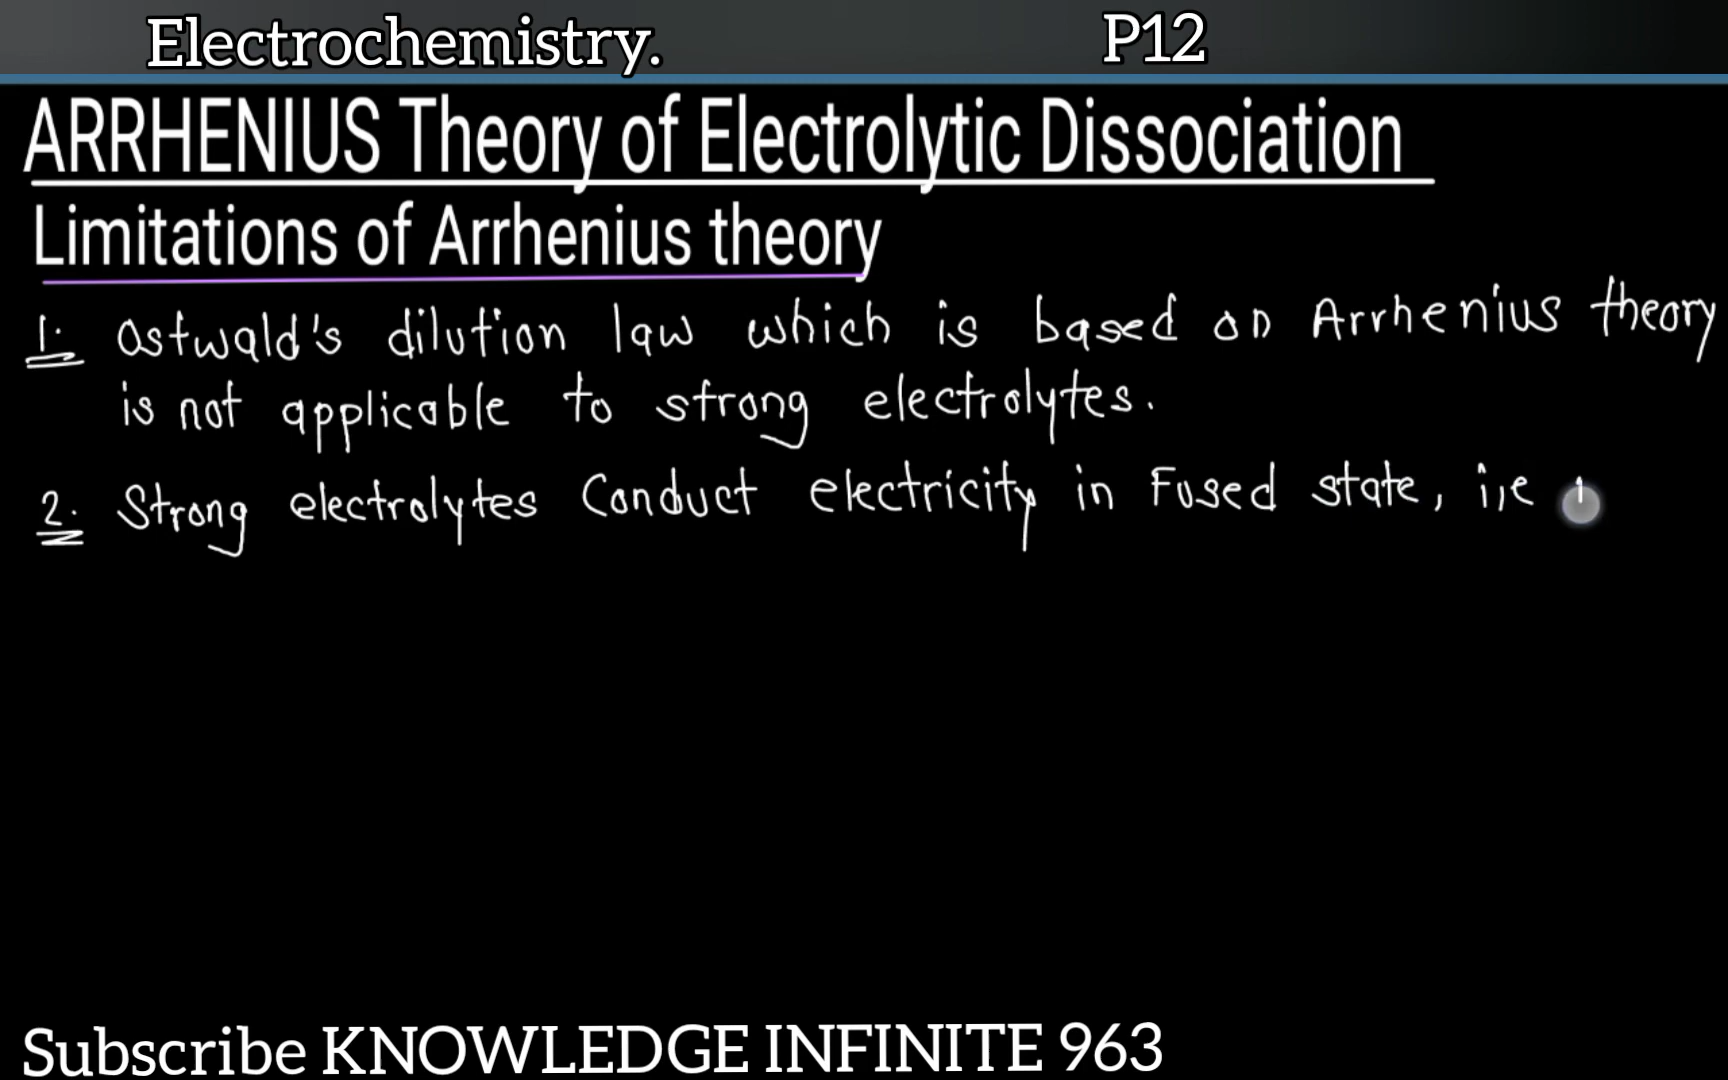 Electrochemistry. P12
ARRHENIUS Theory of Electrolytic Dissociation
Limitations of Arrhenius theory
1. Ostwald's dilution law which is based on Arrhenius theory
is not applicable to strong electrolytes.
2. Strong electrolytes Conduct electricity in Fused state, i,e
Subscribe KNOWLEDGE INFINITE 963